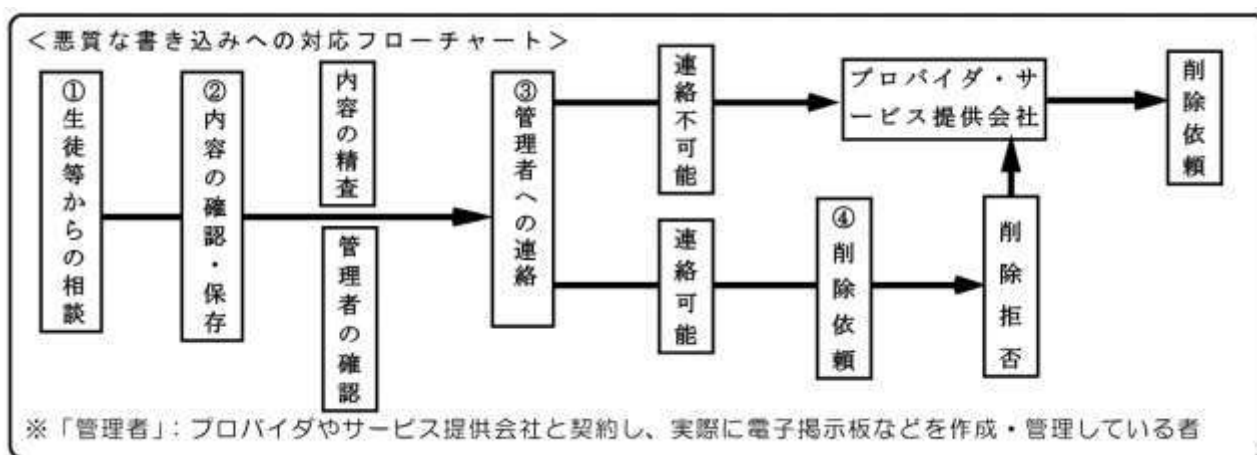 ＜悪質な書き込みへの対応フローチャート＞
①生徒等からの相談
②内容の確認・保存
内容の精査
管理者の確認
③管理者への連絡
連絡不可能
プロバイダ・サ
ービス提供会社
削除依頼
連絡可能
④削除依頼
削除拒否
※「管理者」：プロバイダやサービス提供会社と契約し、実際に電子掲示板などを作成・管理している者